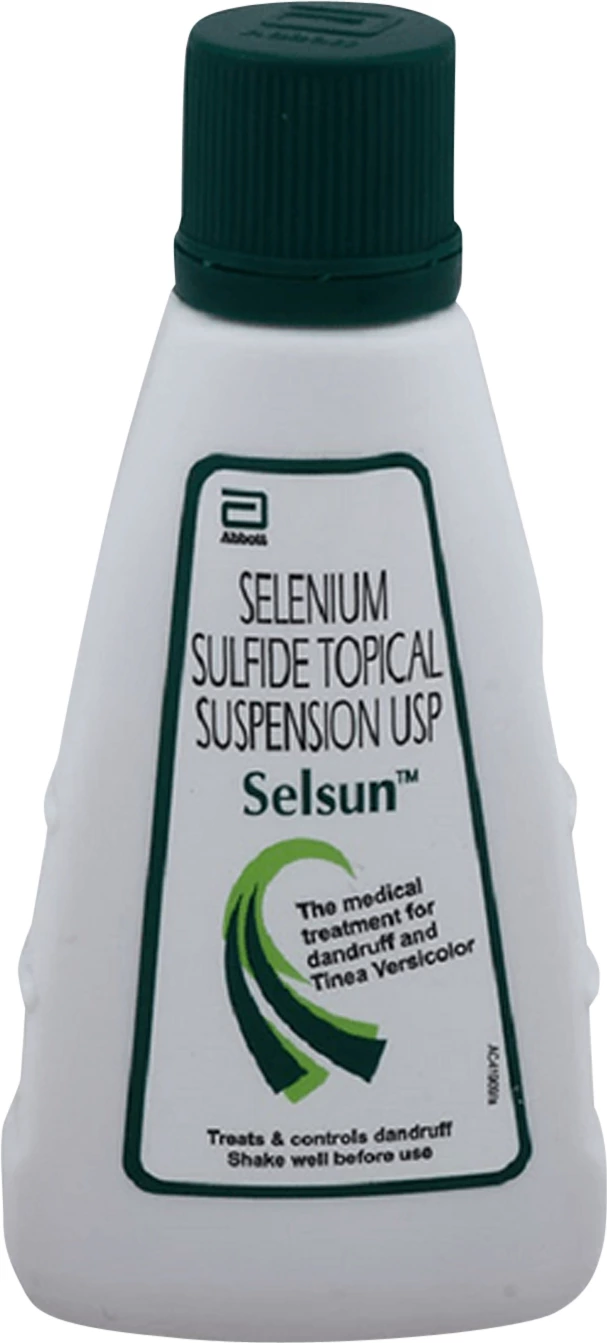 Abbott
SELENIUM
SULFIDE TOPICAL
SUSPENSION USP
Selsun™
The medical
treatment for
dandruff and
Tinea Versicolor
Treats & controls dandruff
Shake well before use